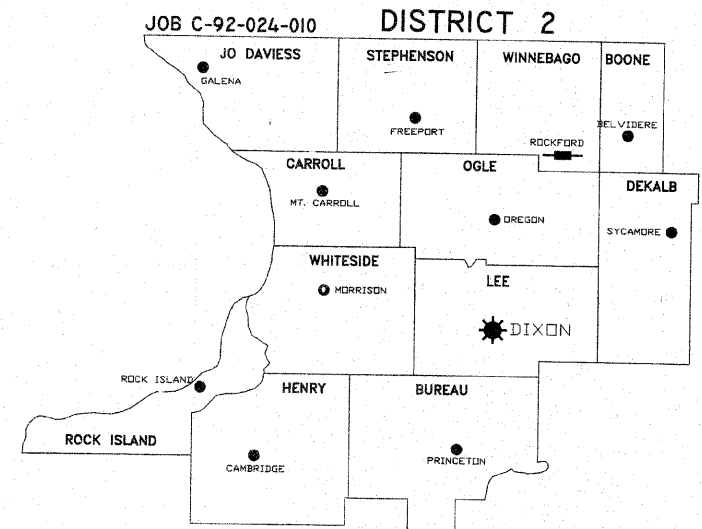 JOB C-92-024-010 DISTRICT 2
JO DAVIESS STEPHENSON WINNEBAGO BOONE
GALENA
FREEPORT
BELVIDERE
ROCKFORD
CARROLL OGLE
DEKALB
MT. CARROLL
OREGON
SYCAMORE
WHITESIDE
LEE
MORRISON
DIXON
ROCK ISLAND
HENRY BUREAU
ROCK ISLAND
CAMBRIDGE
PRINCETON